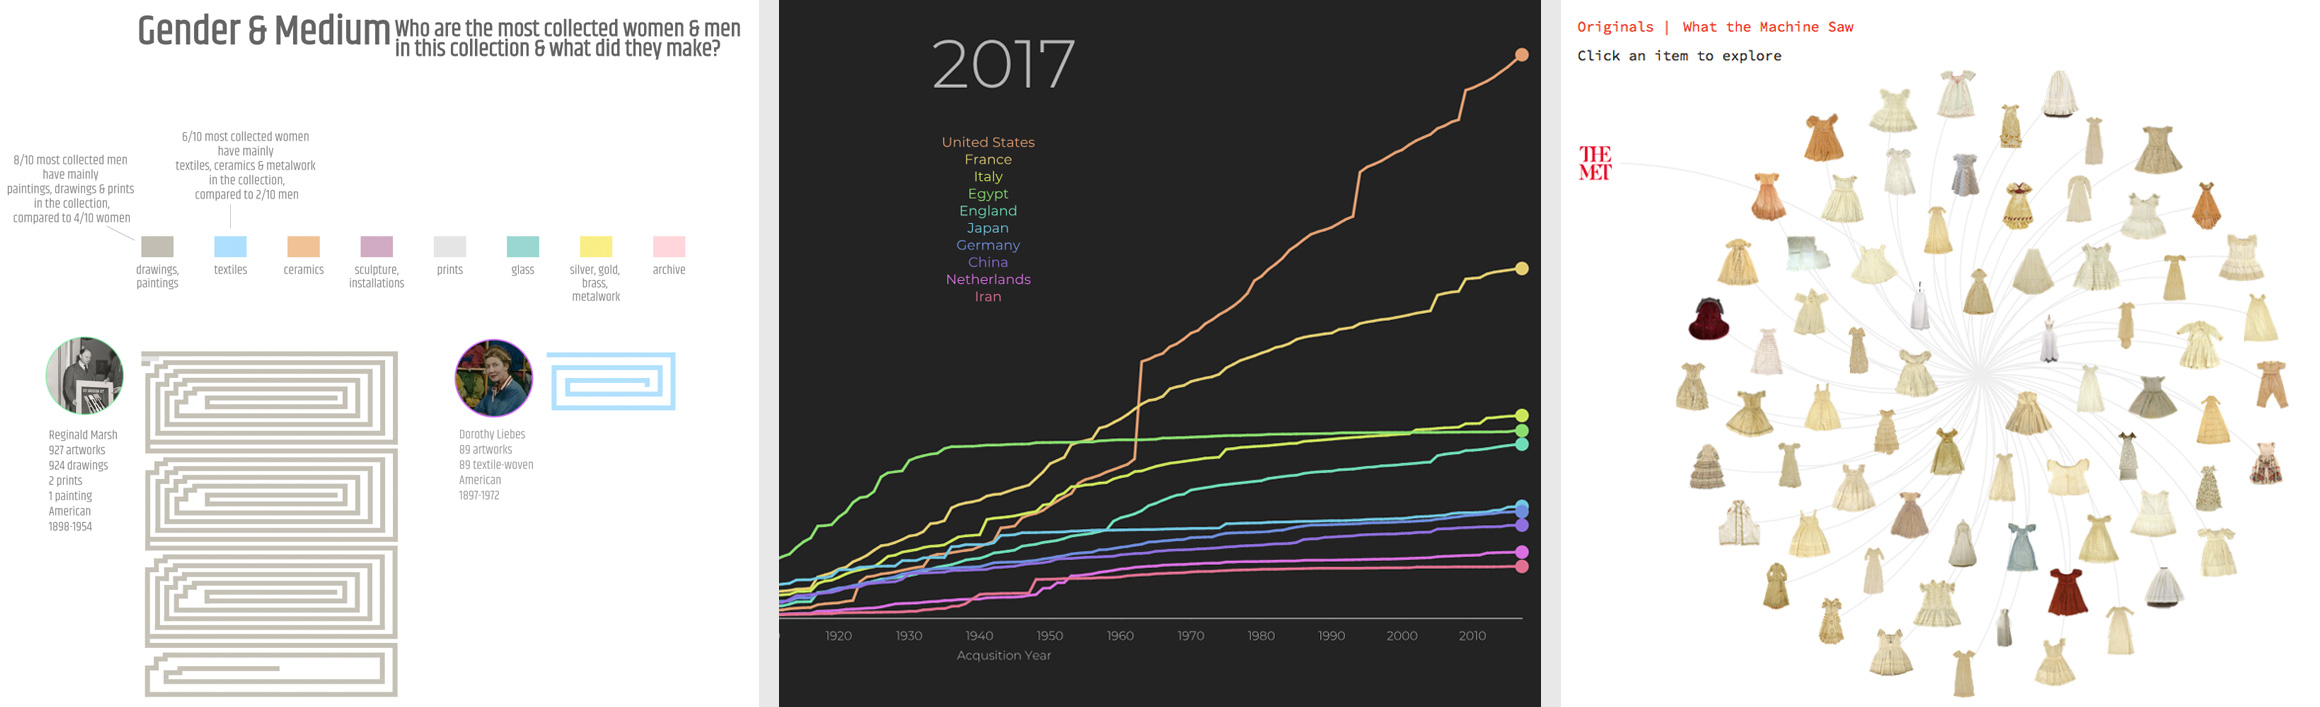 Gender & Medium
Who are the most collected women & men
in this collection & what did they make?
8/10 most collected men
have mainly
paintings, drawings & prints
in the collection,
compared to 4/10 women
6/10 most collected women
have mainly
textiles, ceramics & metalwork
in the collection,
compared to 2/10 men
drawings,
paintings
textiles
ceramics
sculpture,
installations
prints
glass
silver, gold,
brass,
metalwork
archive
Reginald Marsh
927 artworks
924 drawings
2 prints
1 painting
American
1898-1954
Dorothy Liebes
89 artworks
89 textile-woven
American
1897-1972
2017
United States
France
Italy
Egypt
England
Japan
Germany
China
Netherlands
Iran
1920 1930 1940 1950 1960 1970 1980 1990 2000 2010
Acqusition Year
Originals | What the Machine Saw
Click an item to explore
THE
MET